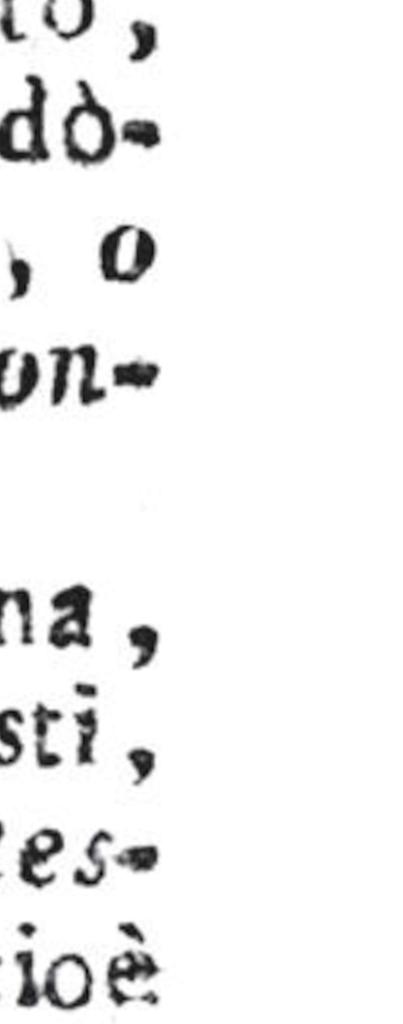 to,
dò-
, o
on-
na,
sti,
es-
cioè